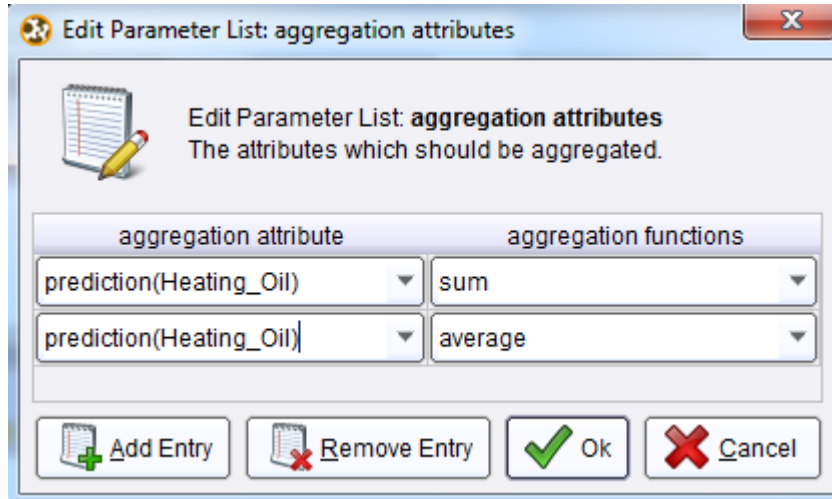 Edit Parameter List: aggregation attributes
Edit Parameter List: aggregation attributes
The attributes which should be aggregated.
aggregation attribute aggregation functions
prediction(Heating_Oil) sum
prediction(Heating_Oil) average
Add Entry Remove Entry Ok Cancel